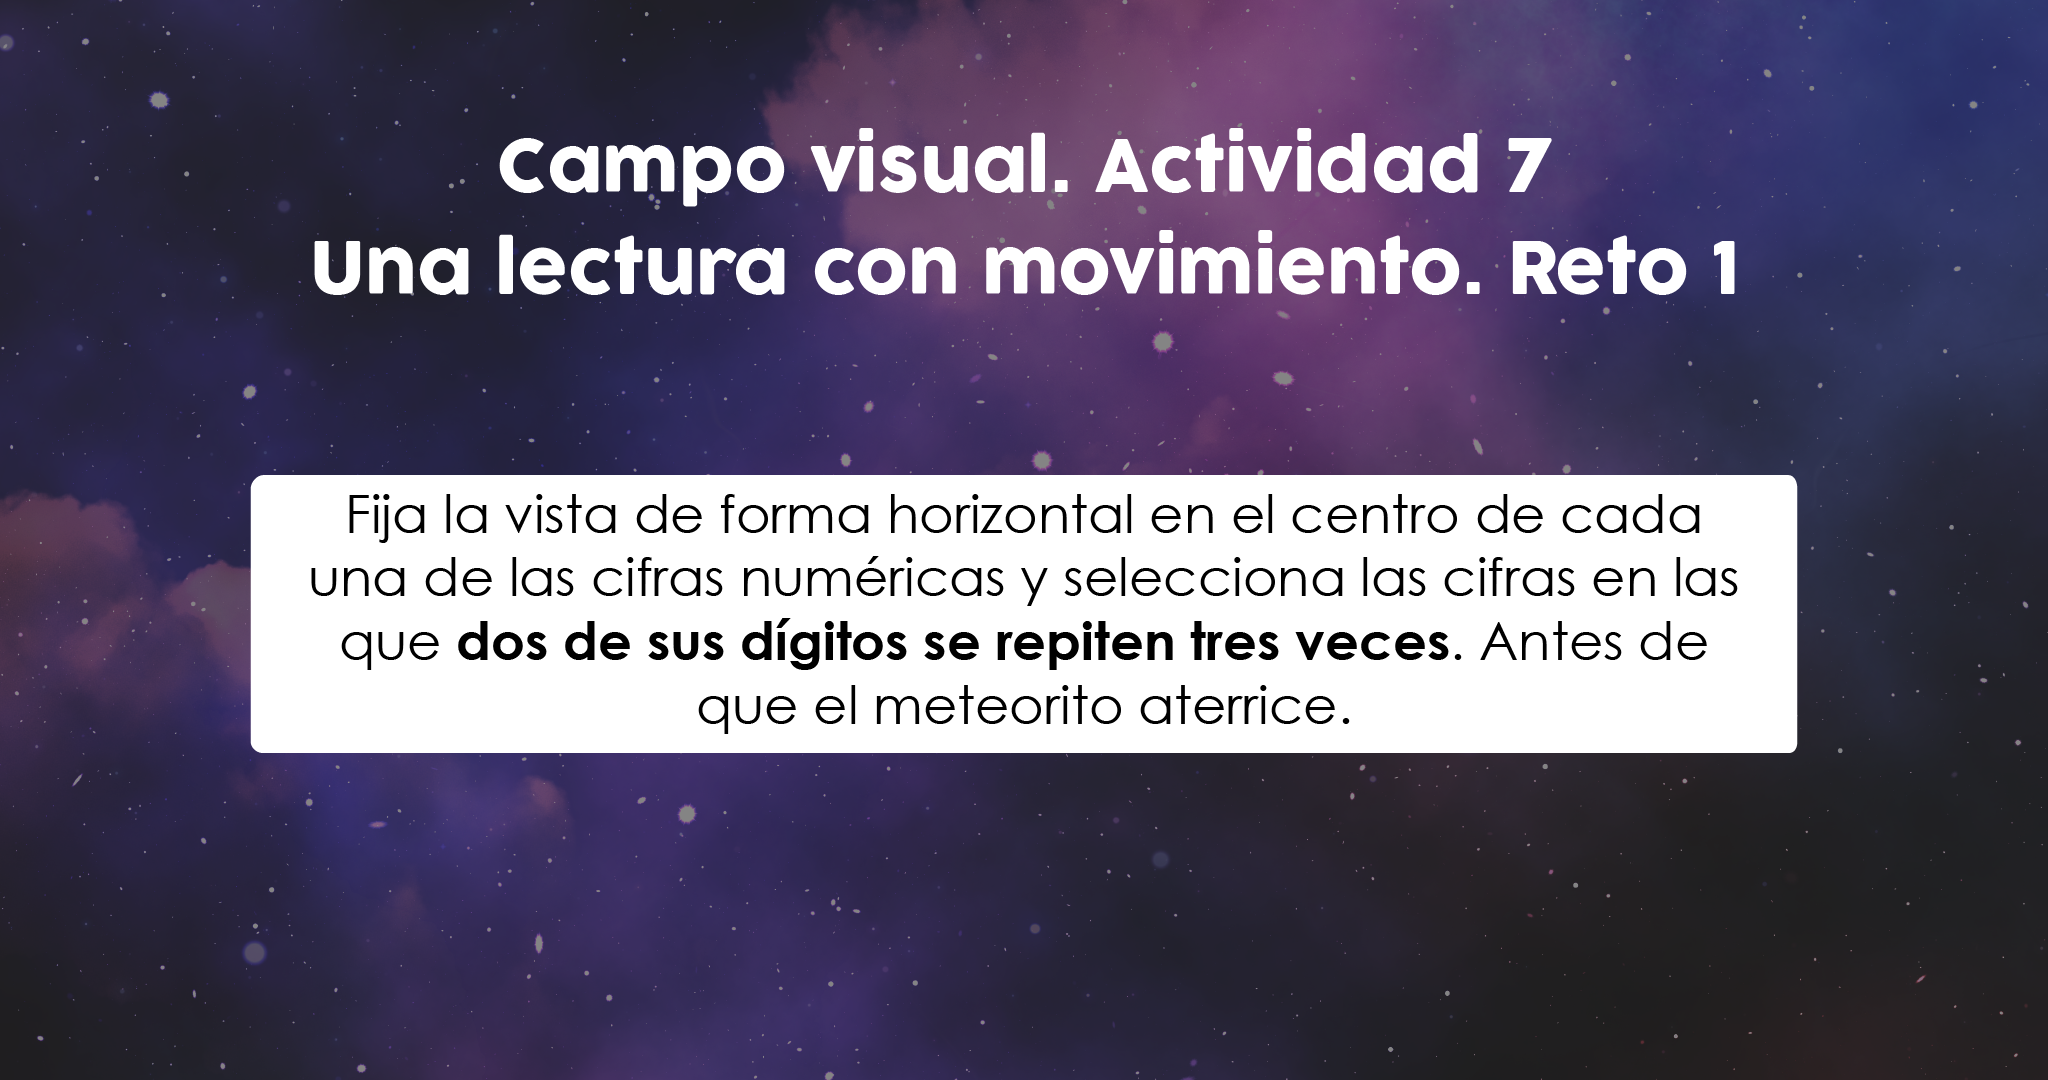 Campo visual. Actividad 7
Una lectura con movimiento. Reto 1
Fija la vista de forma horizontal en el centro de cada
una de las cifras numéricas y selecciona las cifras en las
que dos de sus dígitos se repiten tres veces. Antes de
que el meteorito aterrice.